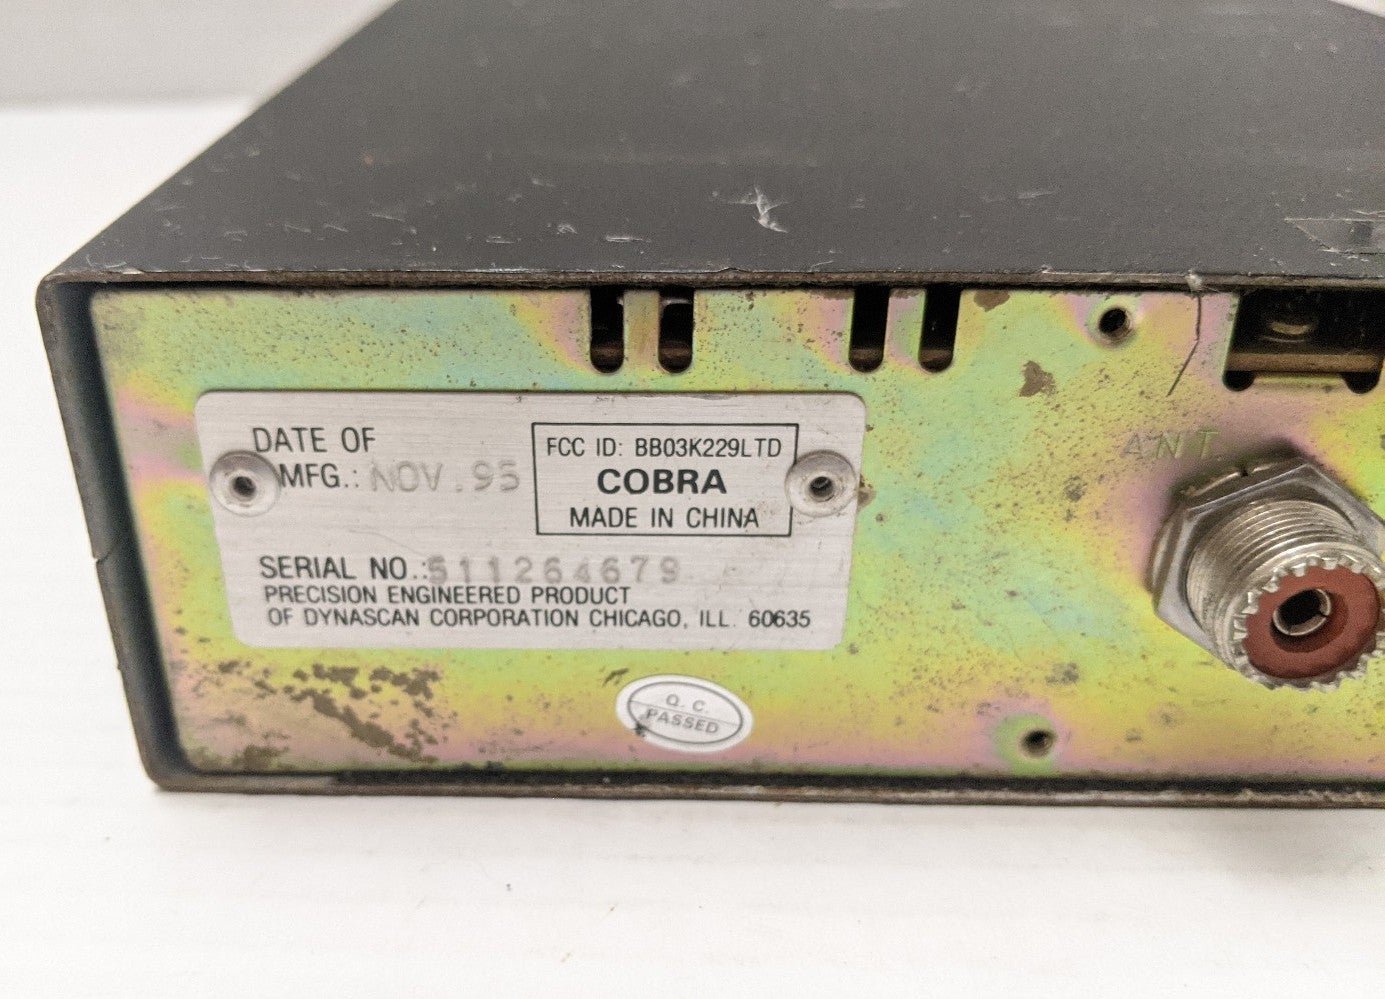 DATE OF
MFG.: NOV. 95
FCC ID: BB03K229LTD
COBRA
MADE IN CHINA
SERIAL NO.: 511264679
PRECISION ENGINEERED PRODUCT
OF DYNASCAN CORPORATION CHICAGO, ILL. 60635
ANT.
Q. C.
PASSED